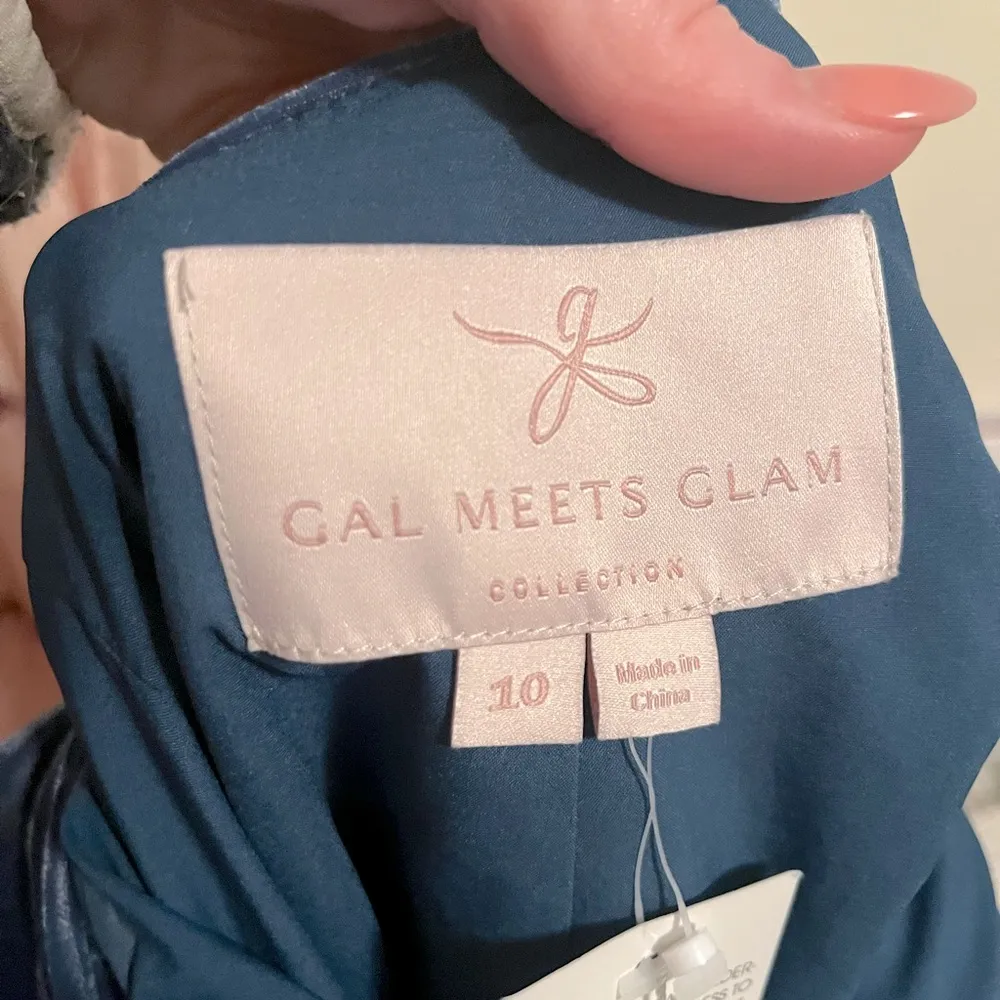 g
GAL MEETS GLAM
COLLECTION
10
Made in
China